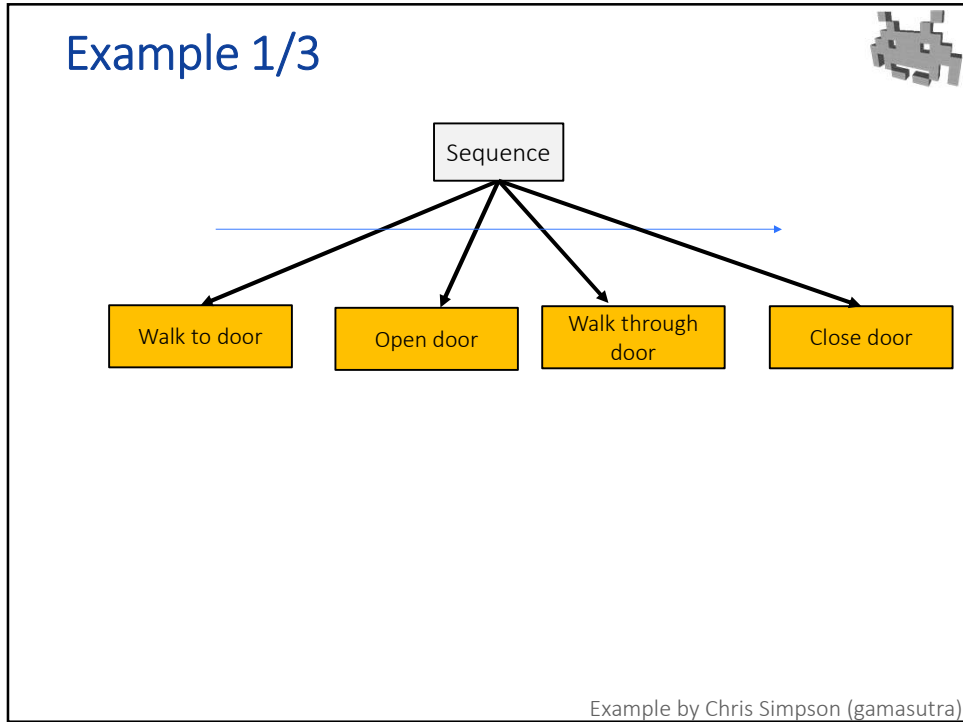 Example 1/3
Sequence
Walk to door
Open door
Walk through
door
Close door
Example by Chris Simpson (gamasutra)